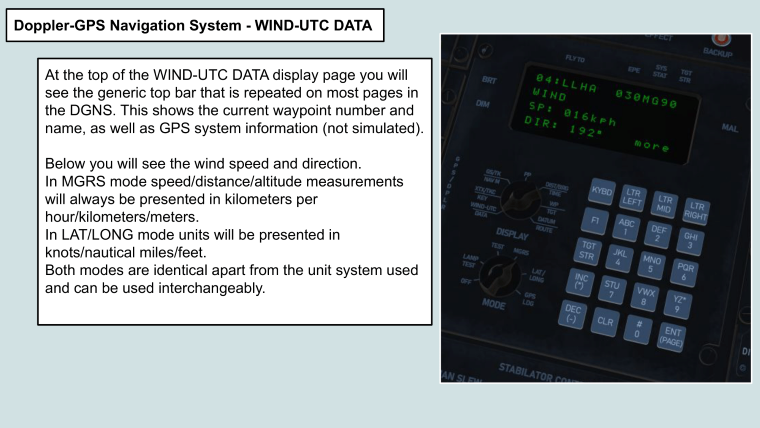 Doppler-GPS Navigation System - WIND-UTC DATA
At the top of the WIND-UTC DATA display page you will
see the generic top bar that is repeated on most pages in
the DGNS. This shows the current waypoint number and
name, as well as GPS system information (not simulated).
Below you will see the wind speed and direction.
In MGRS mode speed/distance/altitude measurements
will always be presented in kilometers per
hour/kilometers/meters.
In LAT/LONG mode units will be presented in
knots/nautical miles/feet.
Both modes are identical apart from the unit system used
and can be used interchangeably.
BACKUP
FLY TO
EPE
SYS STAT
TGT STR
BRT
DIM
MAL
04:LLHA 030MG90
WIND
SP: 016kph
DIR: 192°
more
PP
WIND-UTC
DATA
DATUM
ROUTE
DISPLAY
TEST
MGRS
LAMP
TEST
LAT/
LONG
OFF
GPS
LDG
MODE
KYBD
LTR LEFT
LTR MID
LTR RIGHT
F1
ABC 1
DEF 2
GHI 3
TGT STR
JKL 4
MNO 5
PQR 6
INC (+)
STU 7
VWX 8
YZ* 9
DEC (-)
CLR
# 0
ENT (PAGE)
STABILATOR